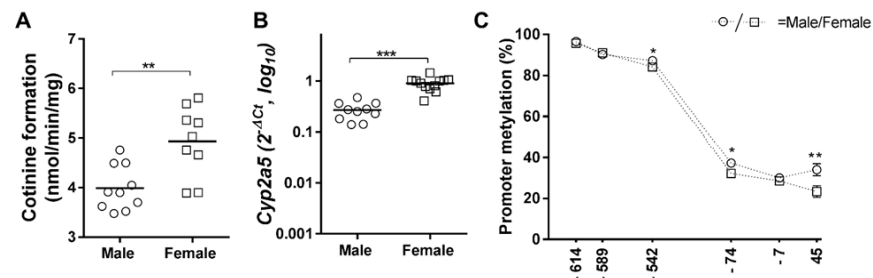 A
B
C
Cotinine formation
(nmol/min/mg)
7
6
5
4
3
**
Male
Female
Cyp2a5 (2^-ΔCt, log10)
1
0.1
0.01
0.001
***
Male
Female
=Male/Female
Promoter metylation (%)
100
80
60
40
20
0
*
*
**
- 614
- 589
- 542
- 74
- 7
45